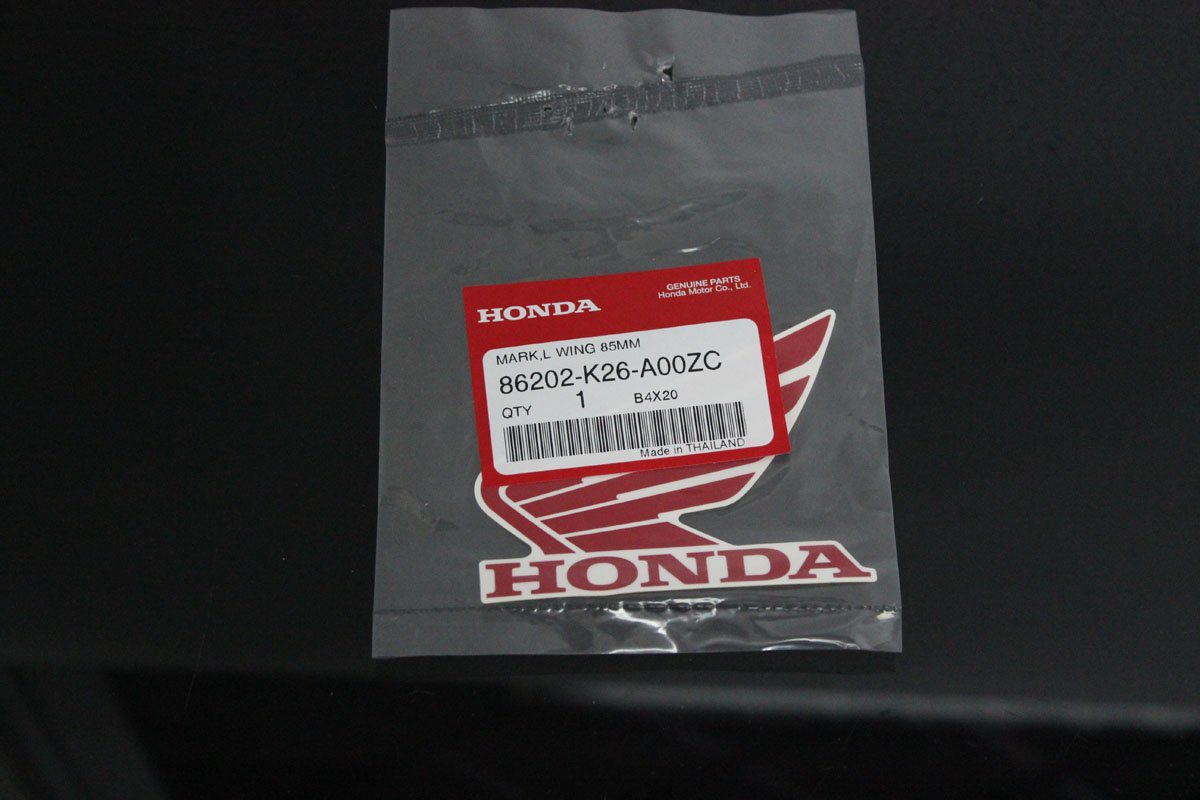 HONDA
GENUINE PARTS
Honda Motor Co., Ltd.
MARK,L WING 85MM
86202-K26-A00ZC
QTY 1 B4X20
Made in THAILAND
HONDA